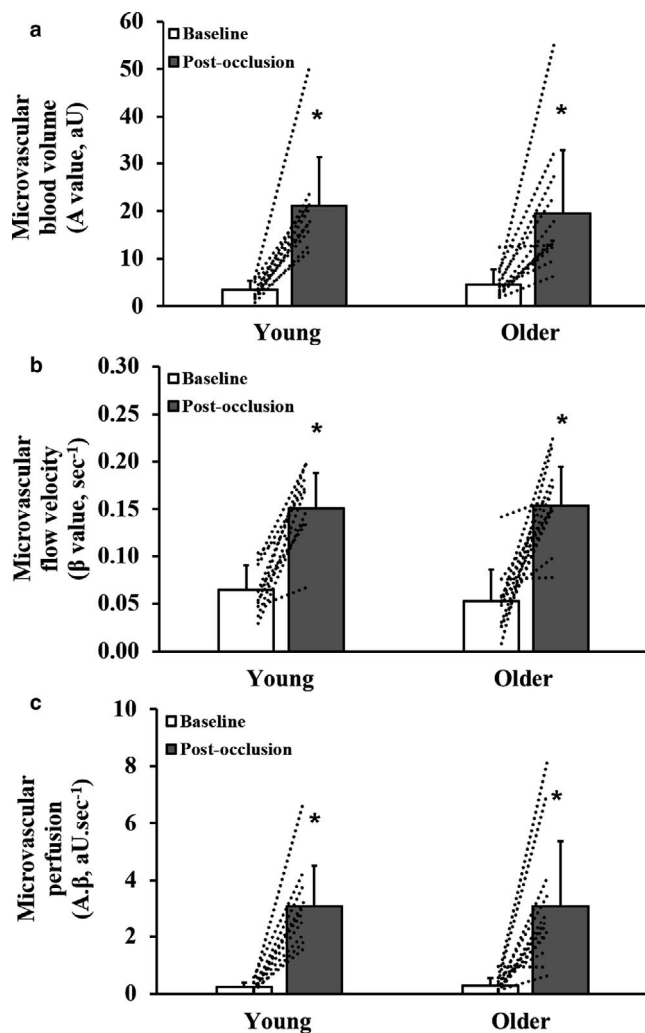 a
Baseline
Post-occlusion
Microvascular
blood volume
(A value, aU)
60
50
40
30
20
10
0
*
*
Young
Older
b
Baseline
Post-occlusion
Microvascular
flow velocity
(β value, sec⁻¹)
0.30
0.25
0.20
0.15
0.10
0.05
0.00
*
*
Young
Older
c
Baseline
Post-occlusion
Microvascular
perfusion
(A.β, aU.sec⁻¹)
10
8
6
4
2
0
*
*
Young
Older